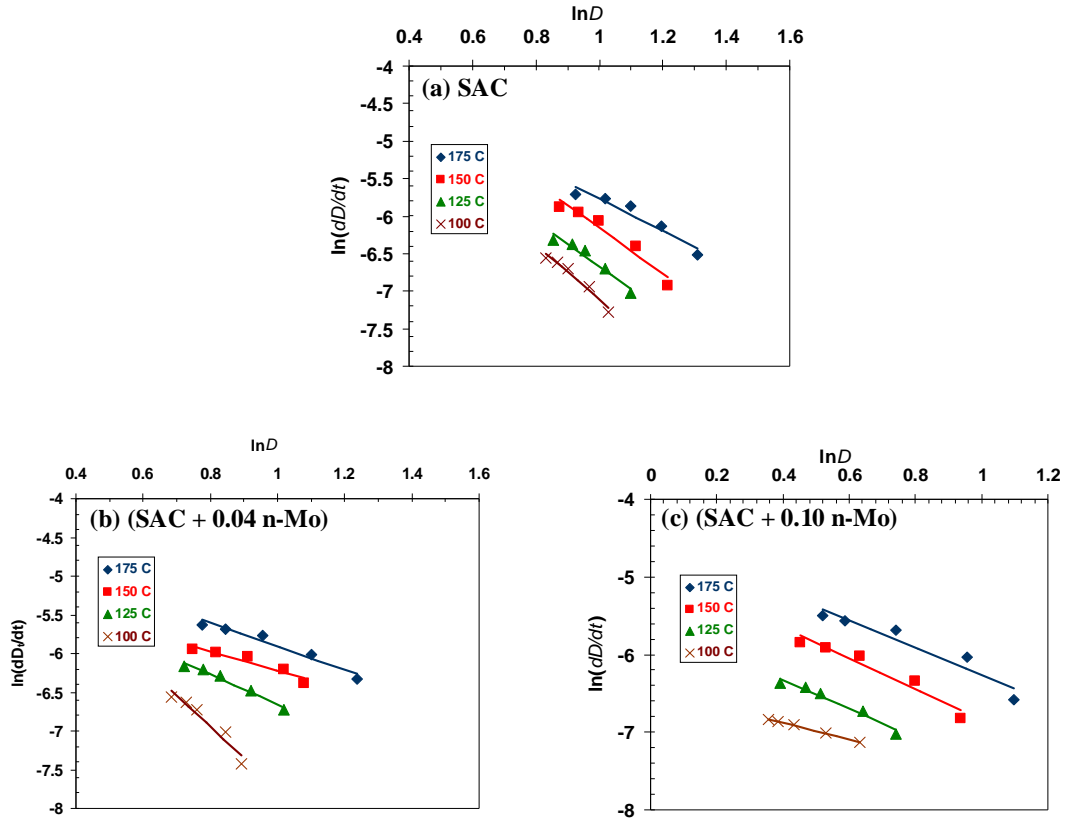 lnD
0.4 0.6 0.8 1 1.2 1.4 1.6
-4
-4.5
-5
-5.5
-6
-6.5
-7
-7.5
-8
ln(dD/dt)
(a) SAC
175 C
150 C
125 C
100 C
lnD
0.4 0.6 0.8 1 1.2 1.4 1.6
-4
-4.5
-5
-5.5
-6
-6.5
-7
-7.5
-8
ln(dD/dt)
(b) (SAC + 0.04 n-Mo)
175 C
150 C
125 C
100 C
lnD
0 0.2 0.4 0.6 0.8 1 1.2
-4
-5
-6
-7
-8
ln(dD/dt)
(c) (SAC + 0.10 n-Mo)
175 C
150 C
125 C
100 C